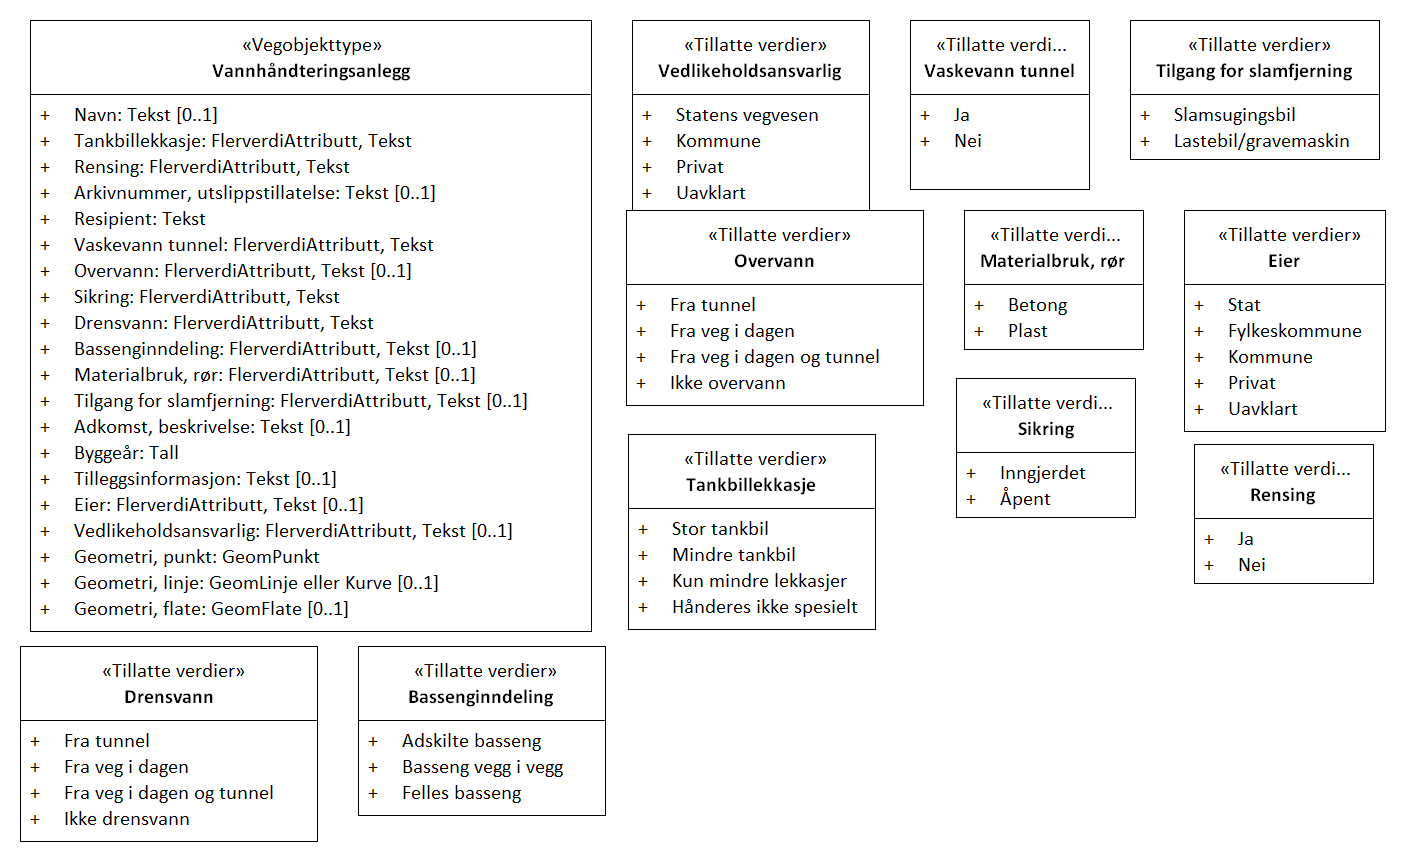 «Vegobjekttype»
Vannhåndteringsanlegg
+ Navn: Tekst [0..1]
+ Tankbillekkasje: FlerverdiAttributt, Tekst
+ Rensing: FlerverdiAttributt, Tekst
+ Arkivnummer, utslippstillatelse: Tekst [0..1]
+ Resipient: Tekst
+ Vaskevann tunnel: FlerverdiAttributt, Tekst
+ Overvann: FlerverdiAttributt, Tekst [0..1]
+ Sikring: FlerverdiAttributt, Tekst
+ Drensvann: FlerverdiAttributt, Tekst
+ Bassenginndeling: FlerverdiAttributt, Tekst [0..1]
+ Materialbruk, rør: FlerverdiAttributt, Tekst [0..1]
+ Tilgang for slamfjerning: FlerverdiAttributt, Tekst [0..1]
+ Adkomst, beskrivelse: Tekst [0..1]
+ Byggeår: Tall
+ Tilleggsinformasjon: Tekst [0..1]
+ Eier: FlerverdiAttributt, Tekst [0..1]
+ Vedlikeholdsansvarlig: FlerverdiAttributt, Tekst [0..1]
+ Geometri, punkt: GeomPunkt
+ Geometri, linje: GeomLinje eller Kurve [0..1]
+ Geometri, flate: GeomFlate [0..1]
«Tillatte verdier»
Vedlikeholdsansvarlig
+ Statens vegvesen
+ Kommune
+ Privat
+ Uavklart
«Tillatte verdi...
Vaskevann tunnel
+ Ja
+ Nei
«Tillatte verdier»
Tilgang for slamfjerning
+ Slamsugingsbil
+ Lastebil/gravemaskin
«Tillatte verdier»
Overvann
+ Fra tunnel
+ Fra veg i dagen
+ Fra veg i dagen og tunnel
+ Ikke overvann
«Tillatte verdi...
Materialbruk, rør
+ Betong
+ Plast
«Tillatte verdier»
Eier
+ Stat
+ Fylkeskommune
+ Kommune
+ Privat
+ Uavklart
«Tillatte verdi...
Sikring
+ Inngjerdet
+ Åpent
«Tillatte verdier»
Tankbillekkasje
+ Stor tankbil
+ Mindre tankbil
+ Kun mindre lekkasjer
+ Hånderes ikke spesielt
«Tillatte verdi...
Rensing
+ Ja
+ Nei
«Tillatte verdier»
Drensvann
+ Fra tunnel
+ Fra veg i dagen
+ Fra veg i dagen og tunnel
+ Ikke drensvann
«Tillatte verdier»
Bassenginndeling
+ Adskilte basseng
+ Basseng vegg i vegg
+ Felles basseng